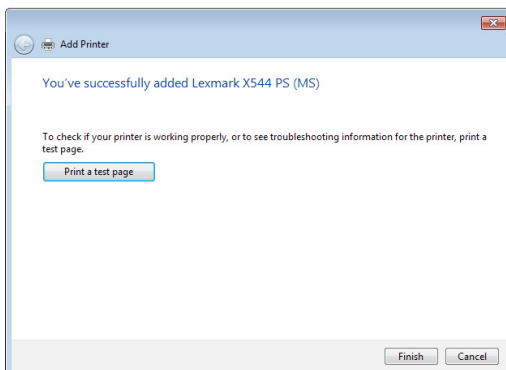 Add Printer
You've successfully added Lexmark X544 PS (MS)
To check if your printer is working properly, or to see troubleshooting information for the printer, print a
test page.
Print a test page
Finish Cancel